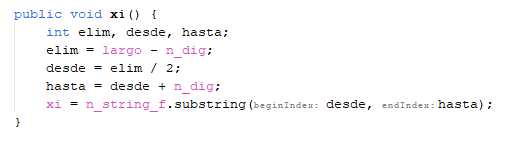 public void xi() {
int elim, desde, hasta;
elim = largo - n_dig;
desde = elim / 2;
hasta = desde + n_dig;
xi = n_string_f.substring(beginIndex: desde, endIndex: hasta);
}